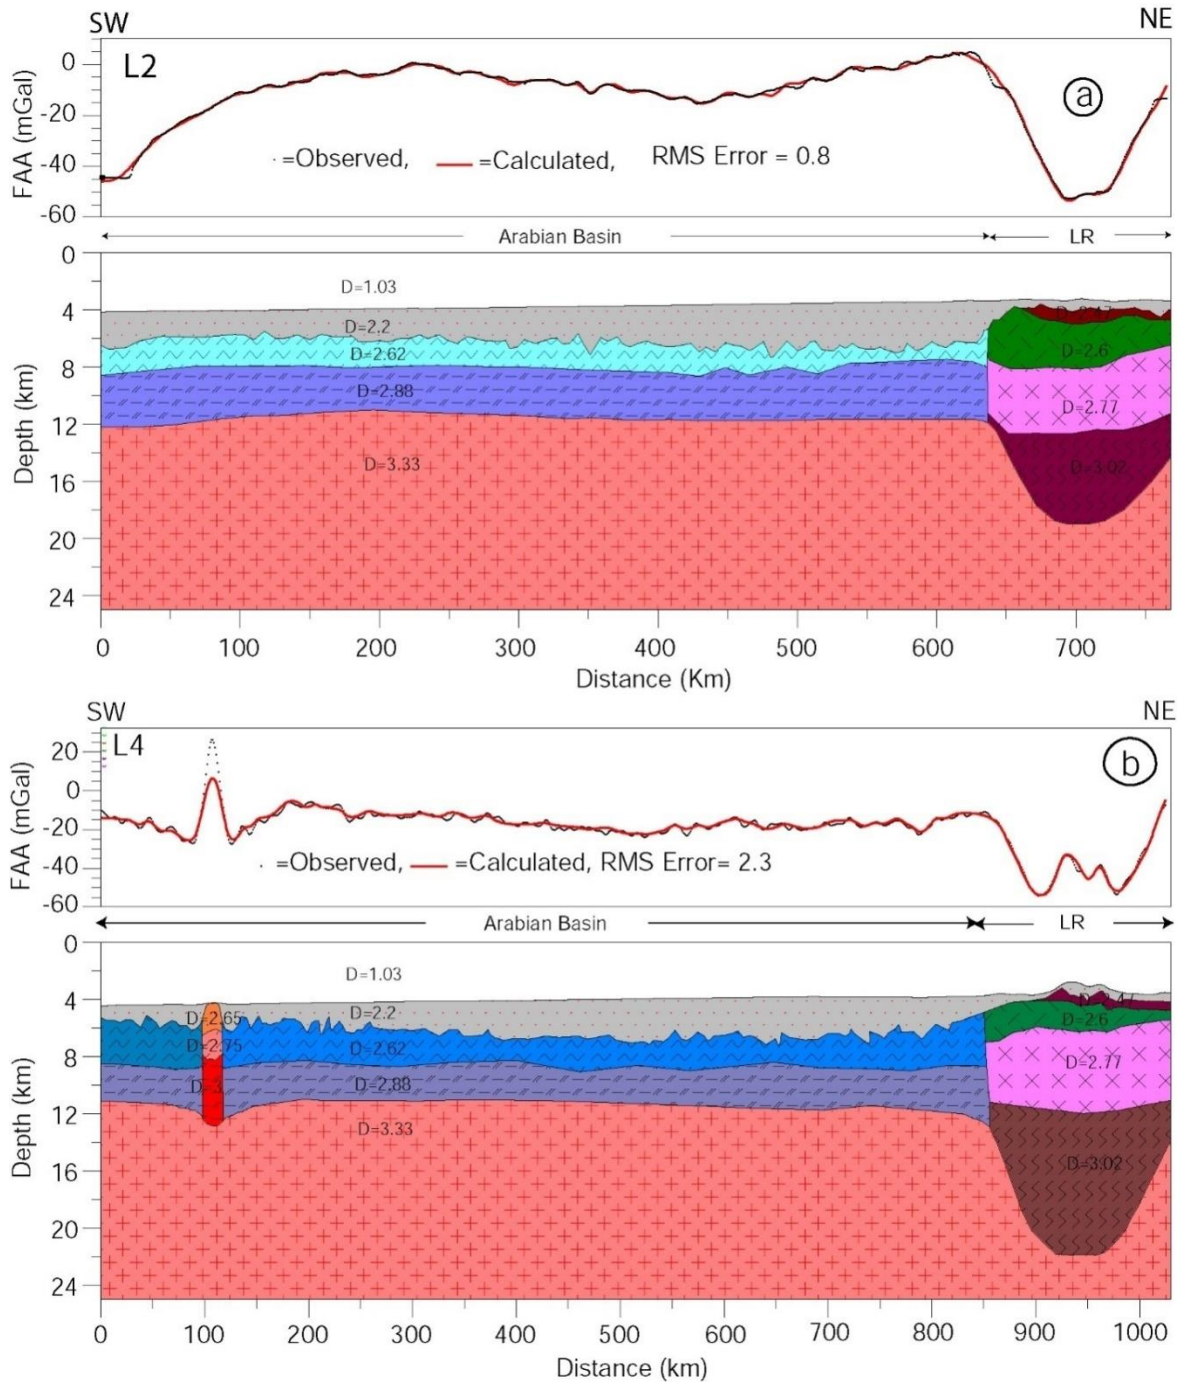 SW NE
L2
a
0
-20
-40
-60
FAA (mGal)
·=Observed, =Calculated, RMS Error = 0.8
Arabian Basin LR
0
4
8
12
16
20
24
Depth (km)
D=1.03
D=2.2
D=2.62
D=2.88
D=3.33
D=2.6
D=2.77
D=3.02
0 100 200 300 400 500 600 700
Distance (Km)
SW NE
L4
b
20
0
-20
-40
-60
FAA (mGal)
· =Observed, =Calculated, RMS Error= 2.3
Arabian Basin LR
0
4
8
12
16
20
24
Depth (km)
D=1.03
D=2.65 D=2.2
D=2.75 D=2.62
D=2.88
D=3.33
D=2.6
D=2.77
D=3.02
0 100 200 300 400 500 600 700 800 900 1000
Distance (km)